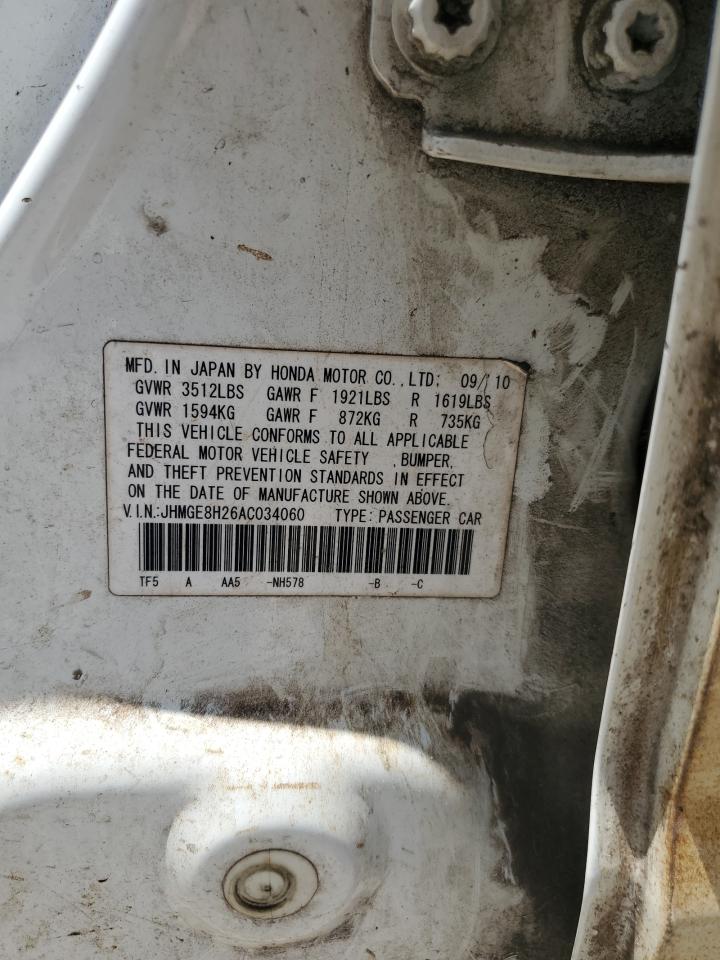 MFD. IN JAPAN BY HONDA MOTOR CO.,LTD; 09/10
GVWR 3512LBS GAWR F 1921LBS R 1619LBS
GVWR 1594KG GAWR F 872KG R 735KG
THIS VEHICLE CONFORMS TO ALL APPLICABLE
FEDERAL MOTOR VEHICLE SAFETY ,BUMPER,
AND THEFT PREVENTION STANDARDS IN EFFECT
ON THE DATE OF MANUFACTURE SHOWN ABOVE.
V.I.N.:JHMGE8H26AC034060 TYPE:PASSENGER CAR
TF5 A AA5 -NH578 -B -C